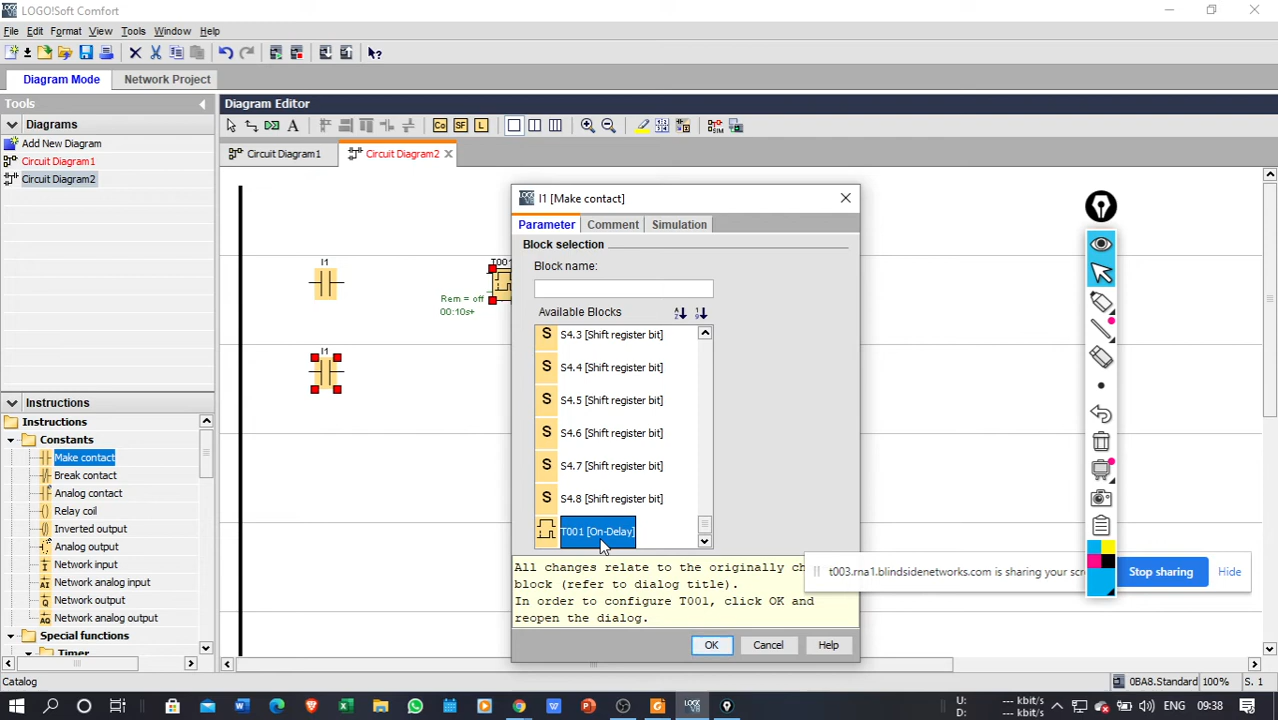 LOGO!Soft Comfort
File Edit Format View Tools Window Help
Diagram Mode Network Project
Tools
Diagram Editor
Diagrams
Add New Diagram
Circuit Diagram1
Circuit Diagram2
Co SF L
Circuit Diagram1 Circuit Diagram2
I1
T001
Rem = off
00:10s+
I1
Instructions
Instructions
Constants
Make contact
Break contact
Analog contact
Relay coil
Inverted output
Analog output
Network input
Network analog input
Network output
Network analog output
Special functions
Timer
I1 [Make contact]
Parameter Comment Simulation
Block selection
Block name:
Available Blocks
S S4.3 [Shift register bit]
S S4.4 [Shift register bit]
S S4.5 [Shift register bit]
S S4.6 [Shift register bit]
S S4.7 [Shift register bit]
S S4.8 [Shift register bit]
T001 [On-Delay]
All changes relate to the originally ch
block (refer to dialog title).
In order to configure T001, click OK and
reopen the dialog.
OK Cancel Help
t003.rna1.blindsidenetworks.com is sharing your scre
Stop sharing Hide
Catalog
0BA8.Standard 100% S. 1
U: --- kbit/s
D: --- kbit/s
ENG 09:38